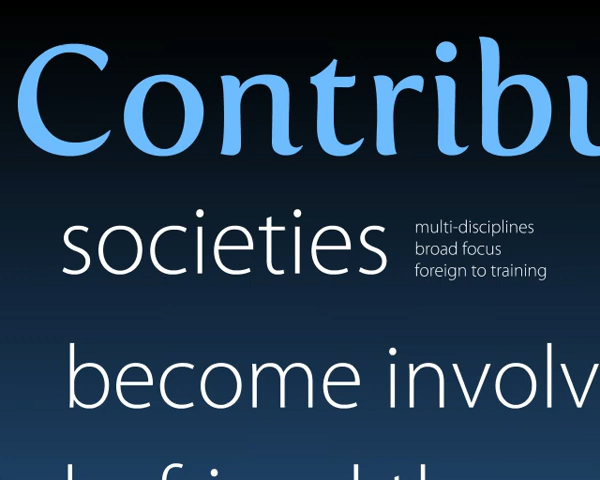 Contribu
societies
multi-disciplines
broad focus
foreign to training
become involv